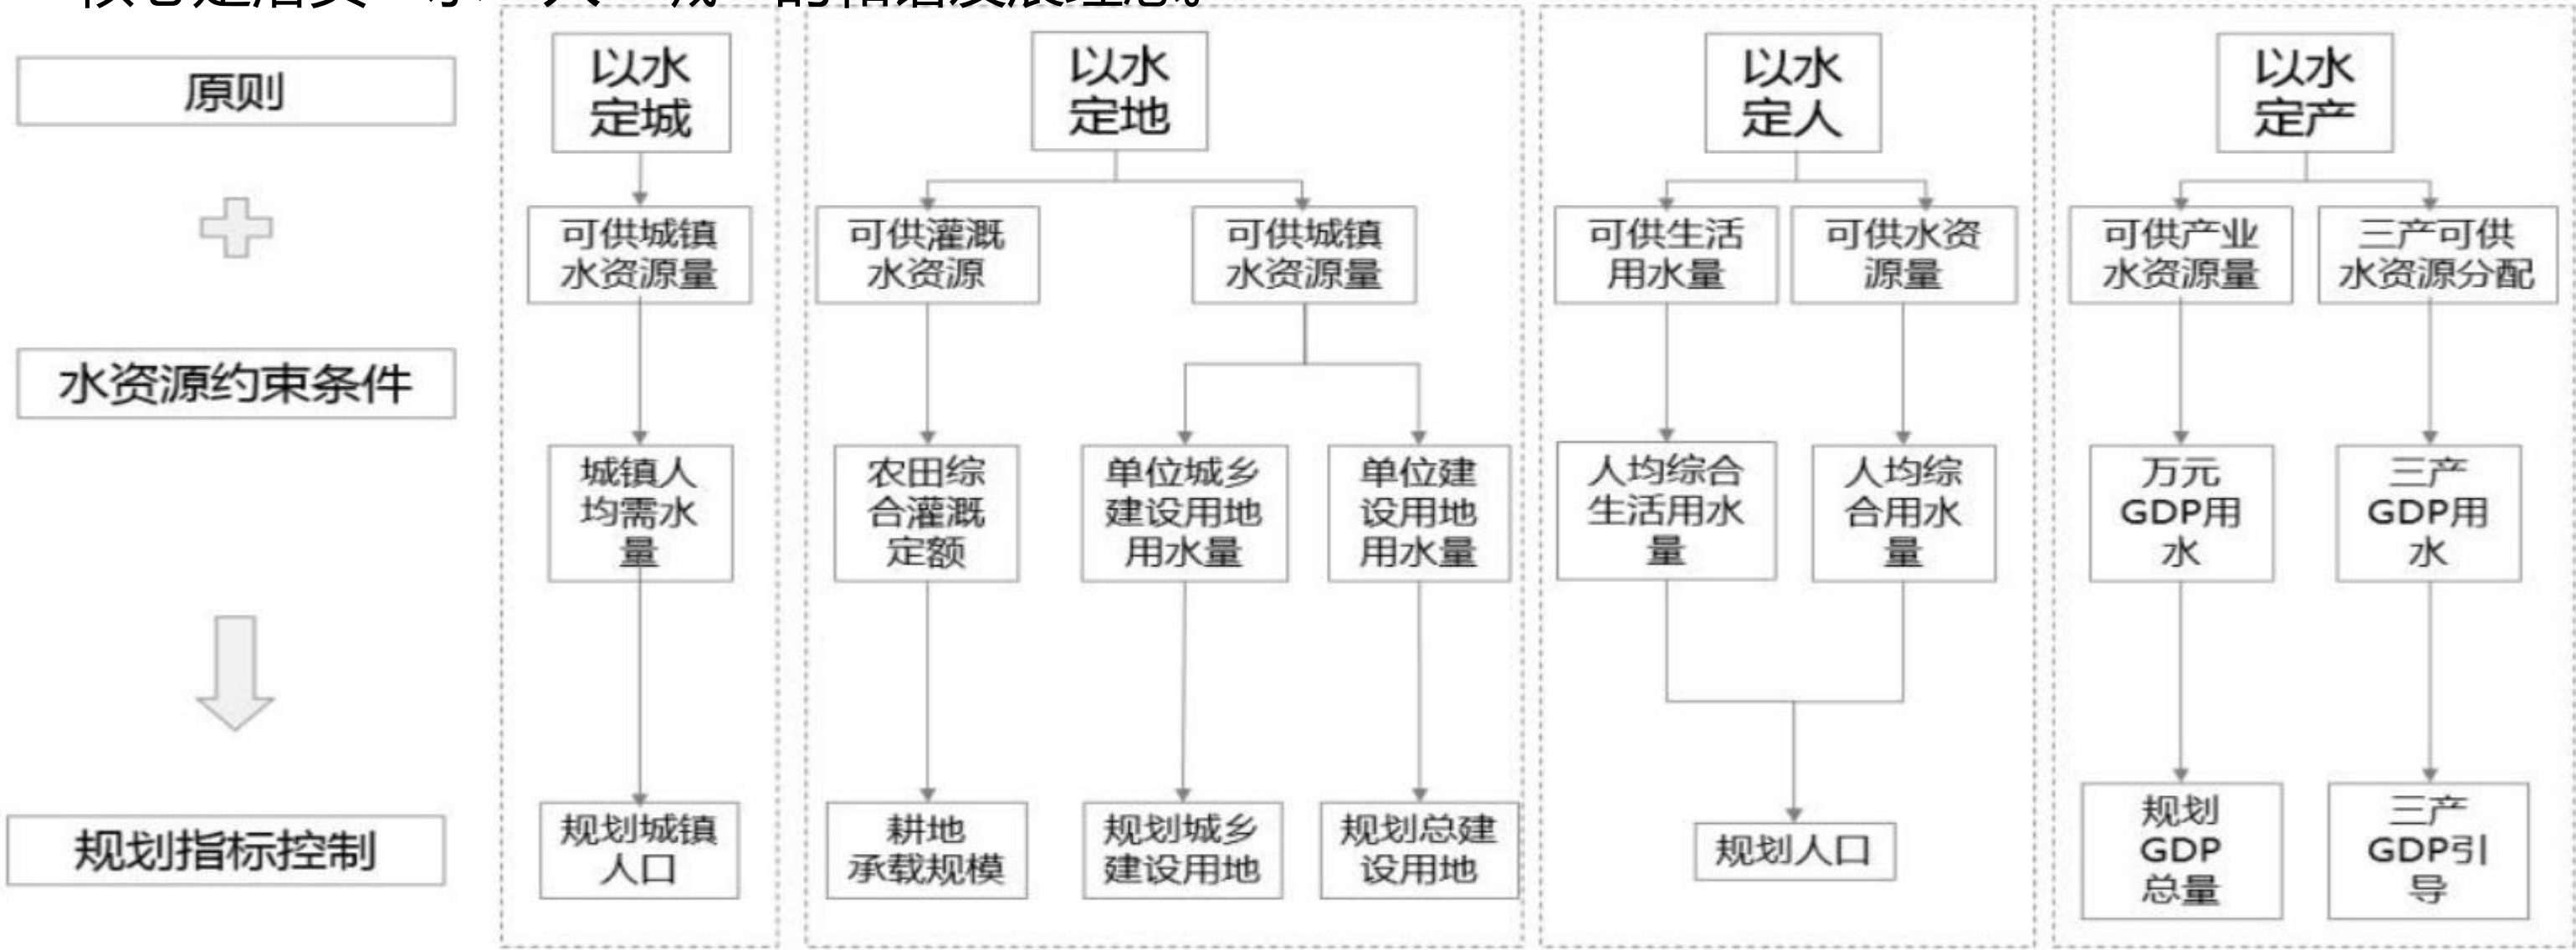 原则
水资源约束条件
规划指标控制
以水
定城
可供城镇
水资源量
城镇人
均需水
量
规划城镇
人口
以水
定地
可供灌溉
水资源
可供城镇
水资源量
农田综
合灌溉
定额
单位城乡
建设用地
用水量
单位建
设用地
用水量
耕地
承载规模
规划城乡
建设用地
规划总建
设用地
以水
定人
可供生活
用水量
可供水资
源量
人均综合
生活用水
量
人均综
合用水
量
规划人口
以水
定产
可供产业
水资源量
三产可供
水资源分配
万元
GDP用
水
三产
GDP用
水
规划
GDP
总量
三产
GDP引
导